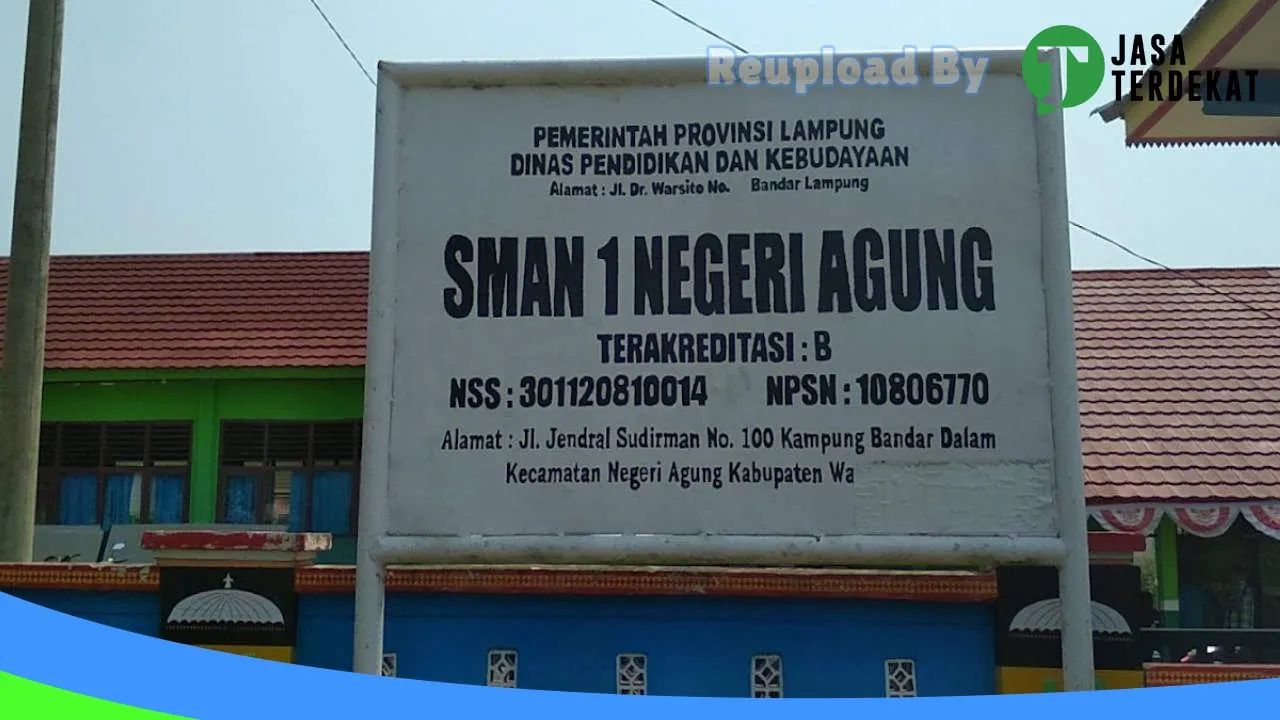 Reupload By
JASA
TERDEKAT
PEMERINTAH PROVINSI LAMPUNG
DINAS PENDIDIKAN DAN KEBUDAYAAN
Alamat : Jl. Dr. Warsito No. Bandar Lampung
SMAN 1 NEGERI AGUNG
TERAKREDITASI : B
NSS : 301120810014 NPSN : 10806770
Alamat : Jl. Jendral Sudirman No. 100 Kampung Bandar Dalam
Kecamatan Negeri Agung Kabupaten Wa